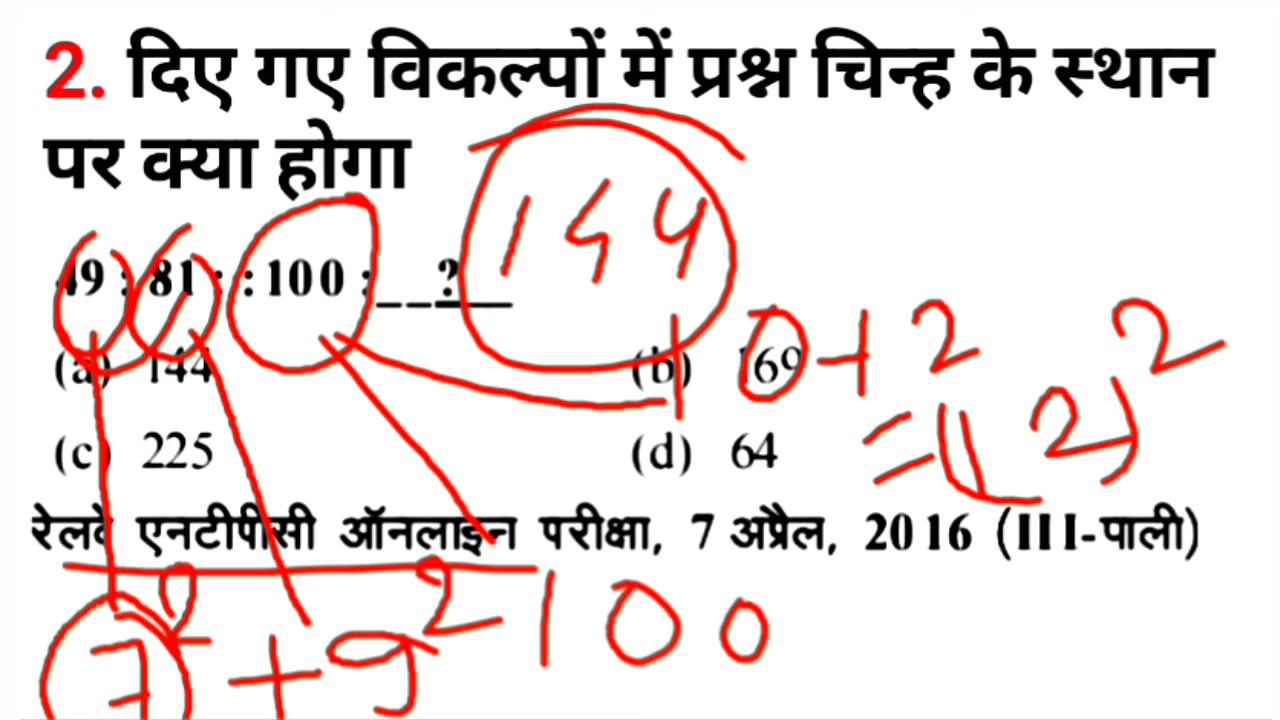 2. दिए गए विकल्पों में प्रश्न चिन्ह के स्थान
पर क्या होगा
144
49 : 81 : : 100 : __?__
10 + 2
2
(a) 144 (b) 169
= (12)
(c) 225 (d) 64
रेलवे एनटीपीसी ऑनलाइन परीक्षा, 7 अप्रैल, 2016 (III-पाली)
7² + 9² 100